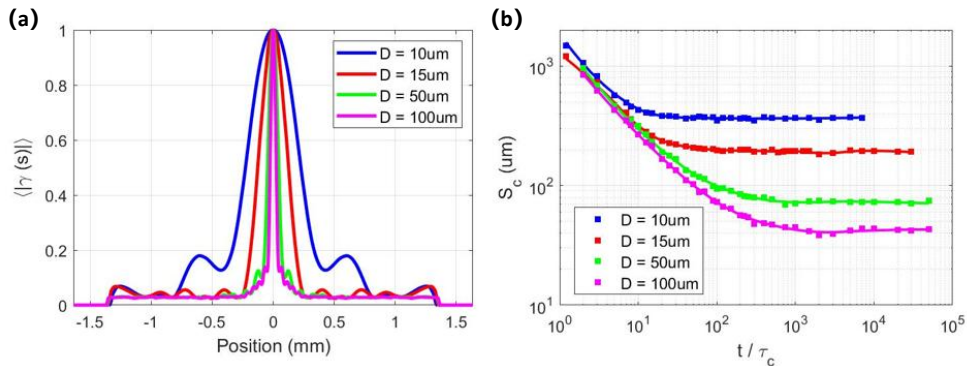 (a)
1
0.8
0.6
0.4
0.2
0
⟨|γ (s)|⟩
D = 10um
D = 15um
D = 50um
D = 100um
-1.5 -1 -0.5 0 0.5 1 1.5
Position (mm)
(b)
10³
10²
10¹
S_c (um)
D = 10um
D = 15um
D = 50um
D = 100um
10⁰ 10¹ 10² 10³ 10⁴ 10⁵
t / τ_c